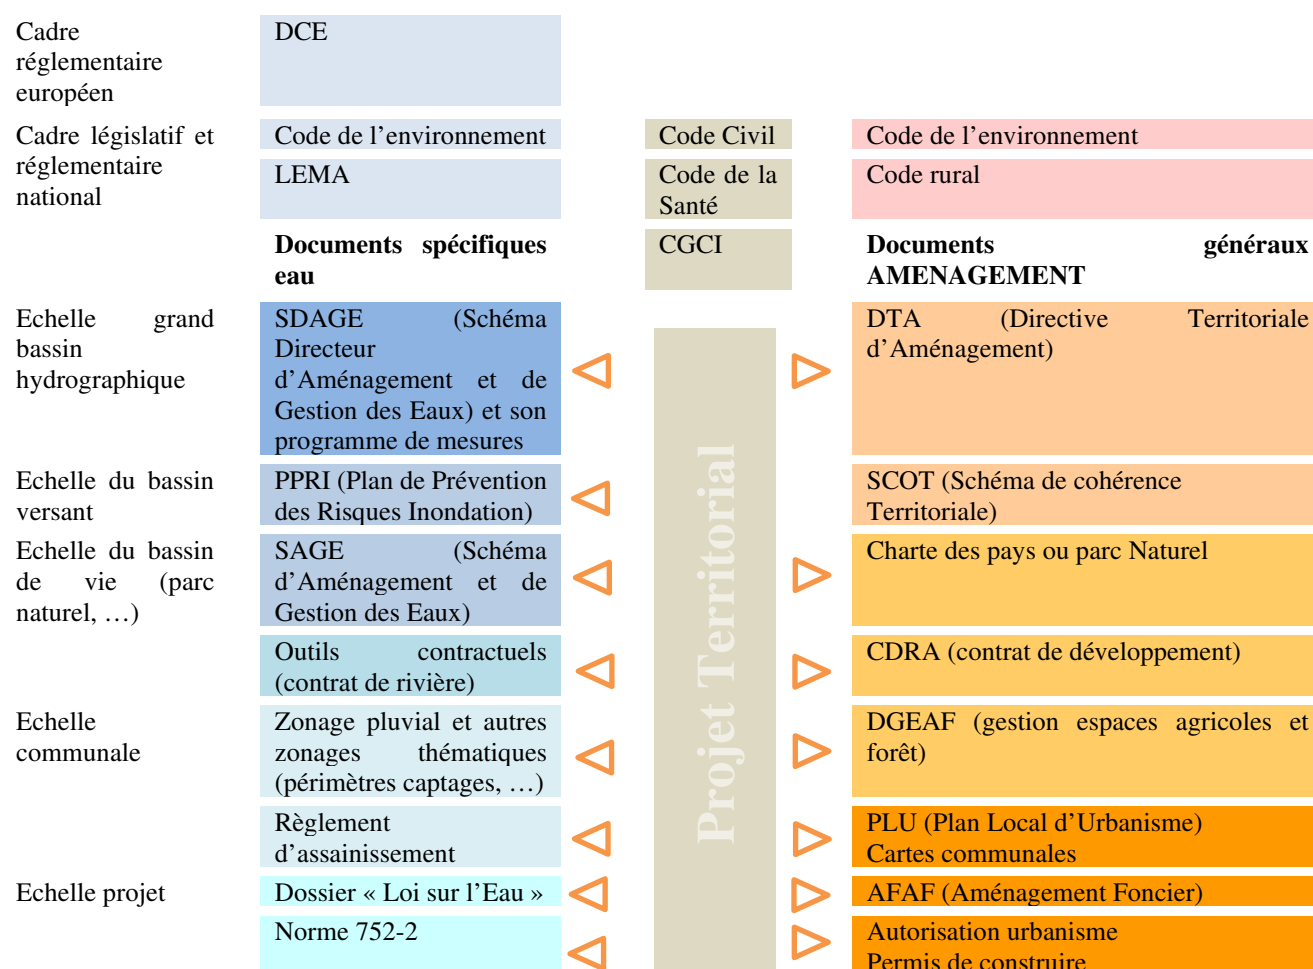 Cadre
réglementaire
européen
DCE
Cadre législatif et
réglementaire
national
Code de l’environnement
Code Civil
Code de l’environnement
LEMA
Code de la
Santé
Code rural
Documents spécifiques
eau
CGCI
Documents généraux
AMENAGEMENT
Echelle grand
bassin
hydrographique
SDAGE (Schéma
Directeur
d’Aménagement et de
Gestion des Eaux) et son
programme de mesures
DTA (Directive Territoriale
d’Aménagement)
Projet Territorial
Echelle du bassin
versant
PPRI (Plan de Prévention
des Risques Inondation)
SCOT (Schéma de cohérence
Territoriale)
Echelle du bassin
de vie (parc
naturel, …)
SAGE (Schéma
d’Aménagement et de
Gestion des Eaux)
Charte des pays ou parc Naturel
Outils contractuels
(contrat de rivière)
CDRA (contrat de développement)
Echelle
communale
Zonage pluvial et autres
zonages thématiques
(périmètres captages, …)
DGEAF (gestion espaces agricoles et
forêt)
Règlement
d’assainissement
PLU (Plan Local d’Urbanisme)
Cartes communales
Echelle projet
Dossier « Loi sur l’Eau »
AFAF (Aménagement Foncier)
Norme 752-2
Autorisation urbanisme
Permis de construire